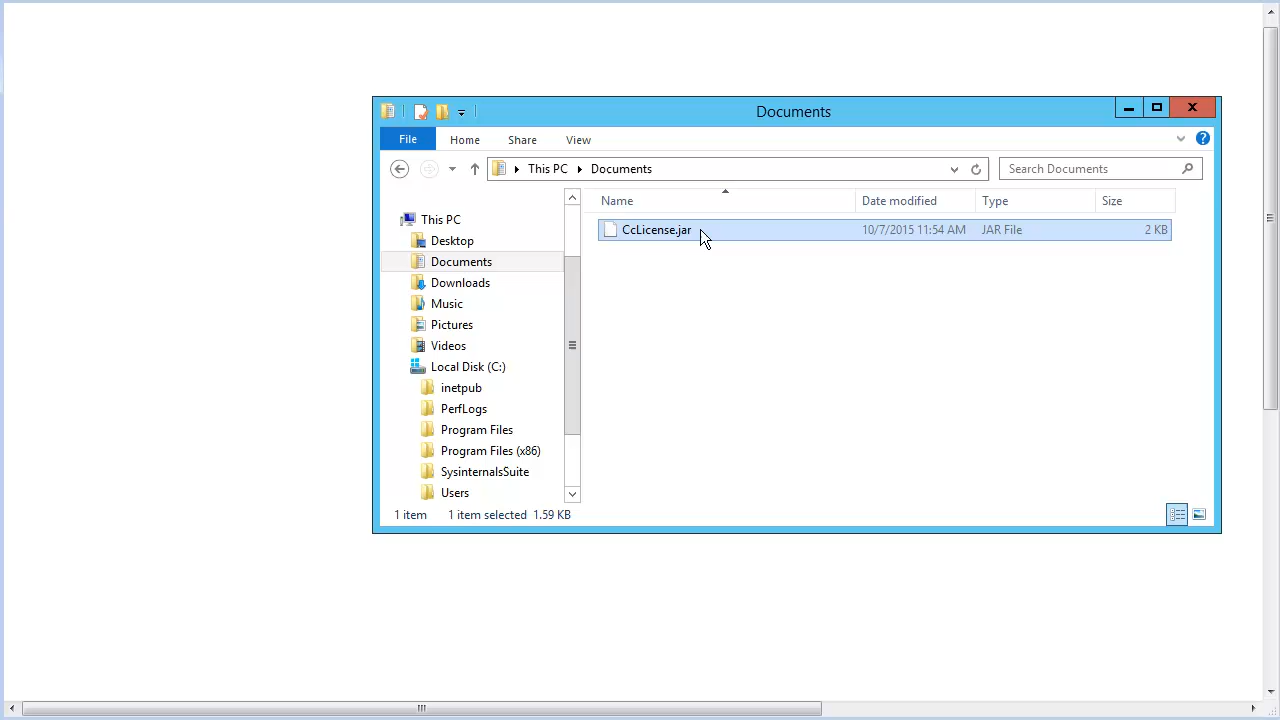 Documents
File Home Share View
This PC Documents
Search Documents
Name Date modified Type Size
CcLicense.jar 10/7/2015 11:54 AM JAR File 2 KB
This PC
Desktop
Documents
Downloads
Music
Pictures
Videos
Local Disk (C:)
inetpub
PerfLogs
Program Files
Program Files (x86)
SysinternalsSuite
Users
1 item 1 item selected 1.59 KB